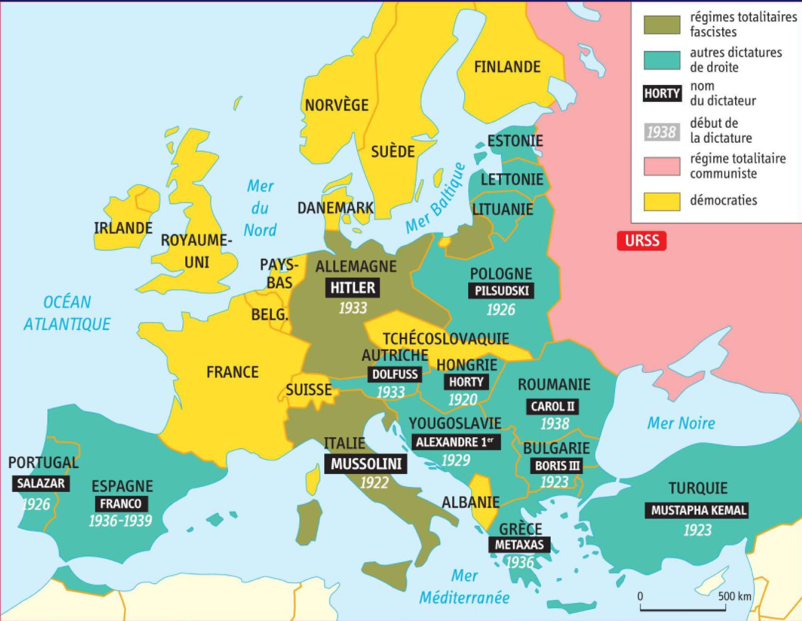 régimes totalitaires
fascistes
autres dictatures
de droite
HORTY
nom
du dictateur
1938
début de
la dictature
régime totalitaire
communiste
démocraties
FINLANDE
NORVÈGE
SUÈDE
ESTONIE
LETTONIE
LITUANIE
Mer Baltique
Mer
du
Nord
DANEMARK
IRLANDE
ROYAUME-
UNI
URSS
PAYS-
BAS
ALLEMAGNE
HITLER
1933
POLOGNE
PILSUDSKI
1926
OCÉAN
ATLANTIQUE
BELG.
TCHÉCOSLOVAQUIE
FRANCE
AUTRICHE
DOLFUSS
1933
HONGRIE
HORTY
1920
SUISSE
ROUMANIE
CAROL II
1938
Mer Noire
YOUGOSLAVIE
ALEXANDRE 1er
1929
ITALIE
MUSSOLINI
1922
BULGARIE
BORIS III
1923
PORTUGAL
SALAZAR
1926
ESPAGNE
FRANCO
1936-1939
ALBANIE
TURQUIE
MUSTAPHA KEMAL
1923
GRÈCE
METAXAS
1936
Mer
Méditerranée
0 500 km